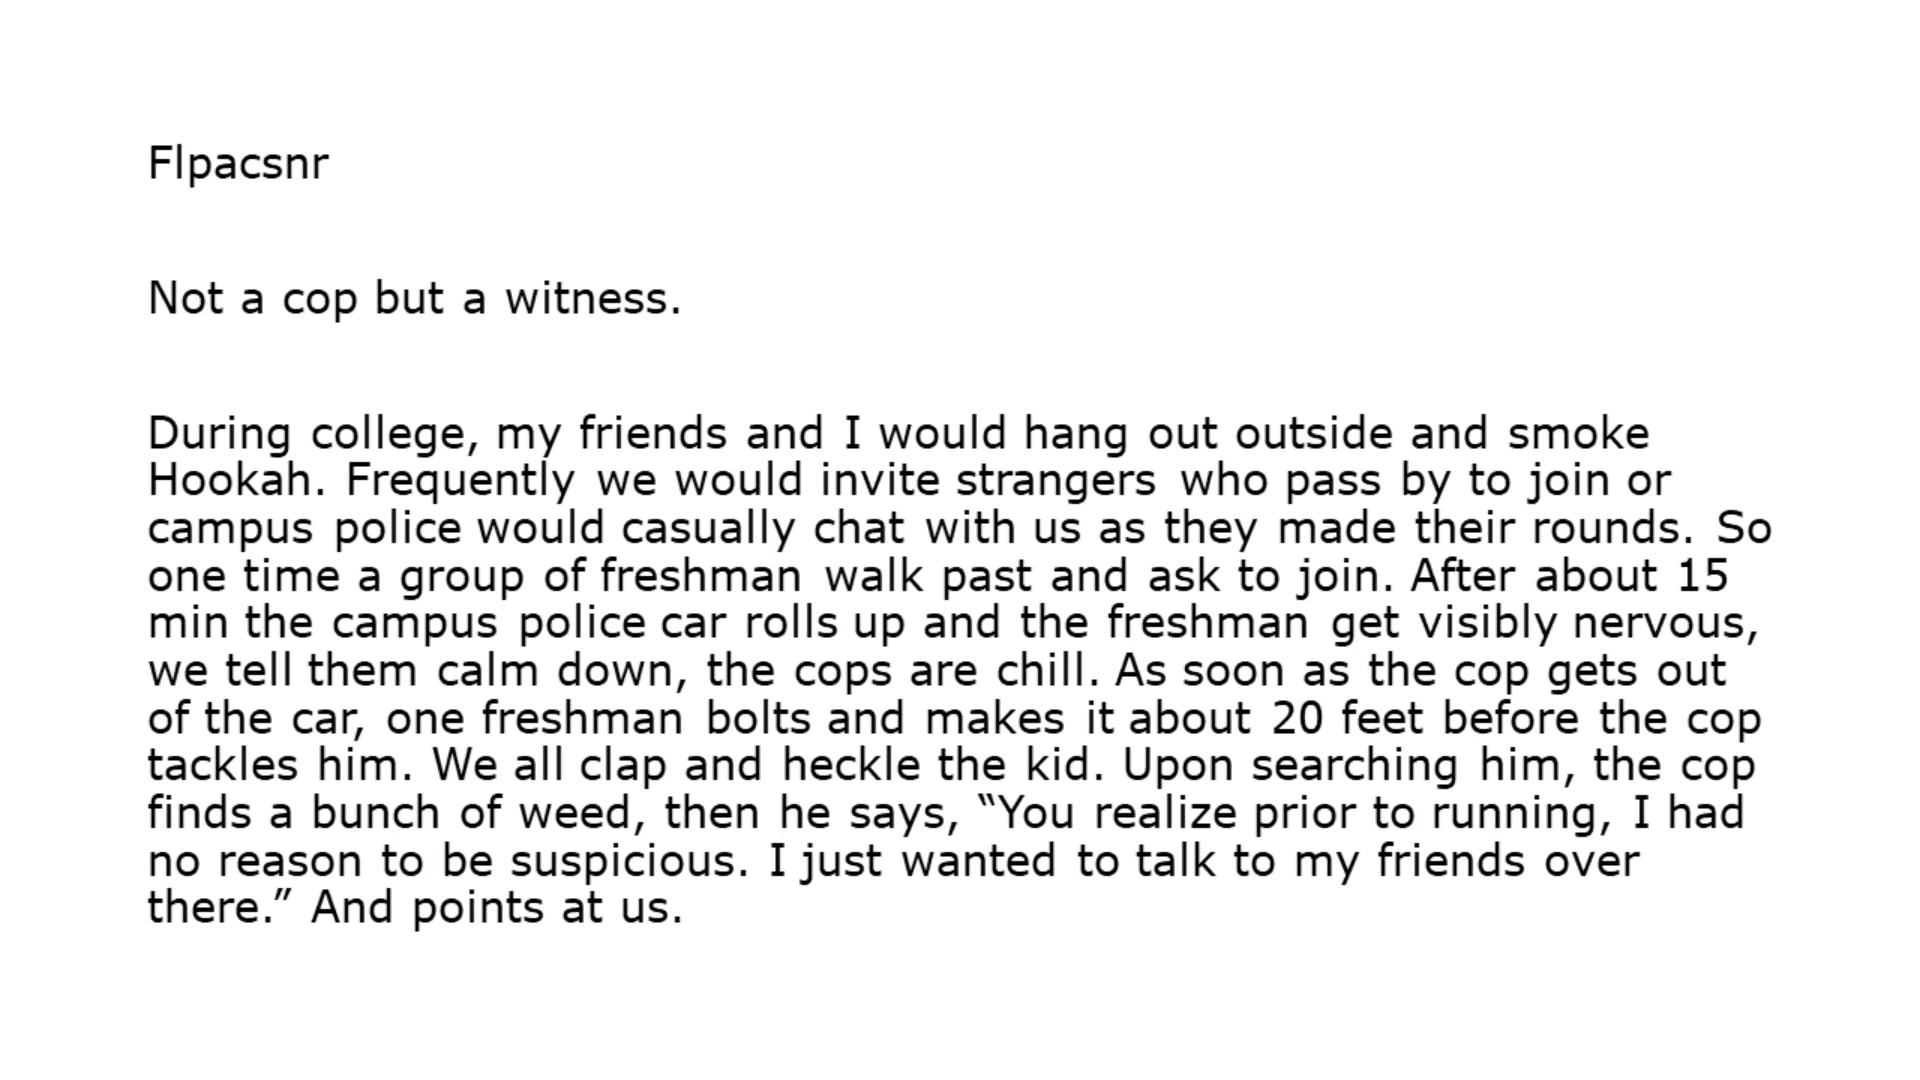 Flpacsnr
Not a cop but a witness.
During college, my friends and I would hang out outside and smoke
Hookah. Frequently we would invite strangers who pass by to join or
campus police would casually chat with us as they made their rounds. So
one time a group of freshman walk past and ask to join. After about 15
min the campus police car rolls up and the freshman get visibly nervous,
we tell them calm down, the cops are chill. As soon as the cop gets out
of the car, one freshman bolts and makes it about 20 feet before the cop
tackles him. We all clap and heckle the kid. Upon searching him, the cop
finds a bunch of weed, then he says, “You realize prior to running, I had
no reason to be suspicious. I just wanted to talk to my friends over
there.” And points at us.